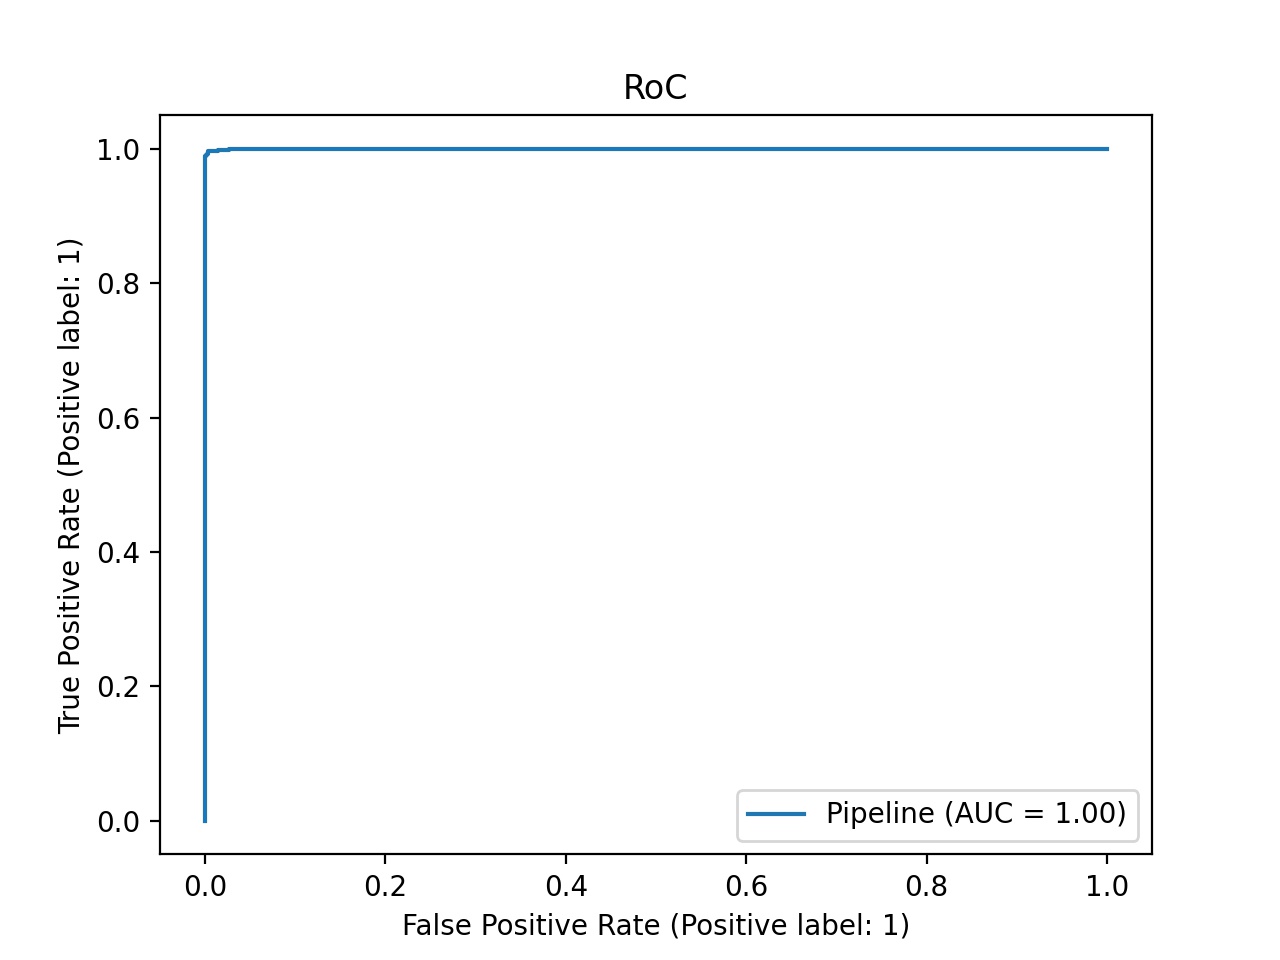 RoC
1.0
0.8
0.6
0.4
0.2
0.0
True Positive Rate (Positive label: 1)
Pipeline (AUC = 1.00)
0.0 0.2 0.4 0.6 0.8 1.0
False Positive Rate (Positive label: 1)